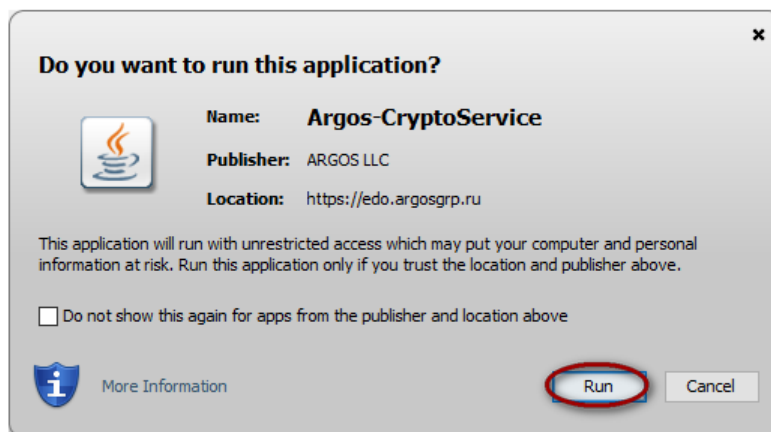 Do you want to run this application?
Name: Argos-CryptoService
Publisher: ARGOS LLC
Location: https://edo.argosgrp.ru
This application will run with unrestricted access which may put your computer and personal
information at risk. Run this application only if you trust the location and publisher above.
Do not show this again for apps from the publisher and location above
More Information
Run
Cancel